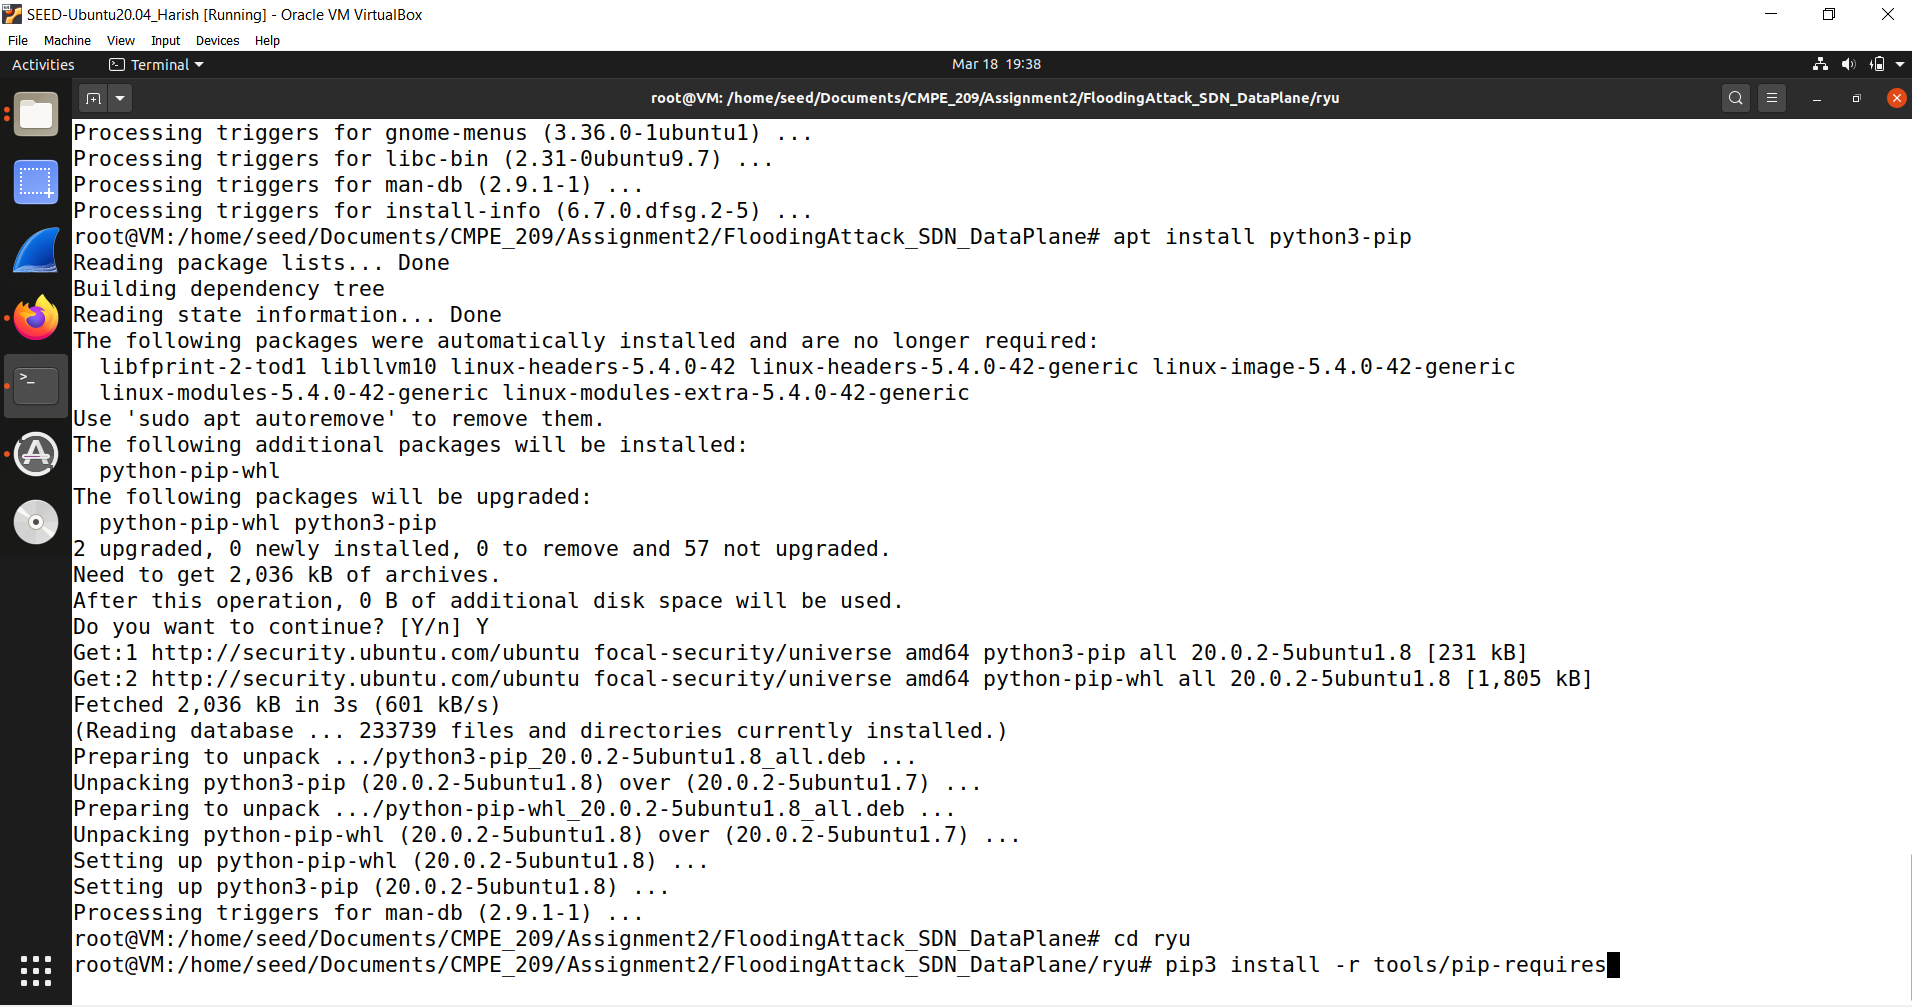 SEED-Ubuntu20.04_Harish [Running] - Oracle VM VirtualBox
File Machine View Input Devices Help
Activities Terminal Mar 18 19:38
root@VM: /home/seed/Documents/CMPE_209/Assignment2/FloodingAttack_SDN_DataPlane/ryu
Processing triggers for gnome-menus (3.36.0-1ubuntu1) ...
Processing triggers for libc-bin (2.31-0ubuntu9.7) ...
Processing triggers for man-db (2.9.1-1) ...
Processing triggers for install-info (6.7.0.dfsg.2-5) ...
root@VM:/home/seed/Documents/CMPE_209/Assignment2/FloodingAttack_SDN_DataPlane# apt install python3-pip
Reading package lists... Done
Building dependency tree
Reading state information... Done
The following packages were automatically installed and are no longer required:
  libfprint-2-tod1 libllvm10 linux-headers-5.4.0-42 linux-headers-5.4.0-42-generic linux-image-5.4.0-42-generic
  linux-modules-5.4.0-42-generic linux-modules-extra-5.4.0-42-generic
Use 'sudo apt autoremove' to remove them.
The following additional packages will be installed:
  python-pip-whl
The following packages will be upgraded:
  python-pip-whl python3-pip
2 upgraded, 0 newly installed, 0 to remove and 57 not upgraded.
Need to get 2,036 kB of archives.
After this operation, 0 B of additional disk space will be used.
Do you want to continue? [Y/n] Y
Get:1 http://security.ubuntu.com/ubuntu focal-security/universe amd64 python3-pip all 20.0.2-5ubuntu1.8 [231 kB]
Get:2 http://security.ubuntu.com/ubuntu focal-security/universe amd64 python-pip-whl all 20.0.2-5ubuntu1.8 [1,805 kB]
Fetched 2,036 kB in 3s (601 kB/s)
(Reading database ... 233739 files and directories currently installed.)
Preparing to unpack .../python3-pip_20.0.2-5ubuntu1.8_all.deb ...
Unpacking python3-pip (20.0.2-5ubuntu1.8) over (20.0.2-5ubuntu1.7) ...
Preparing to unpack .../python-pip-whl_20.0.2-5ubuntu1.8_all.deb ...
Unpacking python-pip-whl (20.0.2-5ubuntu1.8) over (20.0.2-5ubuntu1.7) ...
Setting up python-pip-whl (20.0.2-5ubuntu1.8) ...
Setting up python3-pip (20.0.2-5ubuntu1.8) ...
Processing triggers for man-db (2.9.1-1) ...
root@VM:/home/seed/Documents/CMPE_209/Assignment2/FloodingAttack_SDN_DataPlane# cd ryu
root@VM:/home/seed/Documents/CMPE_209/Assignment2/FloodingAttack_SDN_DataPlane/ryu# pip3 install -r tools/pip-requires